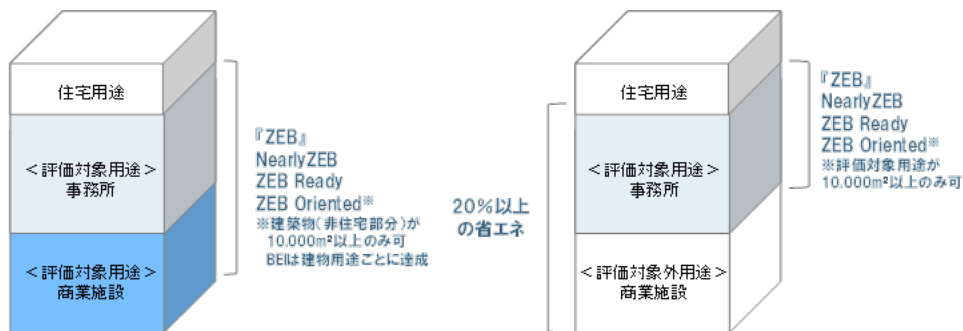 住宅用途
＜評価対象用途＞
事務所
＜評価対象用途＞
商業施設
『ZEB』
NearlyZEB
ZEB Ready
ZEB Oriented※
※建築物(非住宅部分)が
10,000m²以上のみ可
BEIは建物用途ごとに達成
20%以上
の省エネ
住宅用途
＜評価対象用途＞
事務所
＜評価対象外用途＞
商業施設
『ZEB』
NearlyZEB
ZEB Ready
ZEB Oriented※
※評価対象用途が
10,000m²以上のみ可